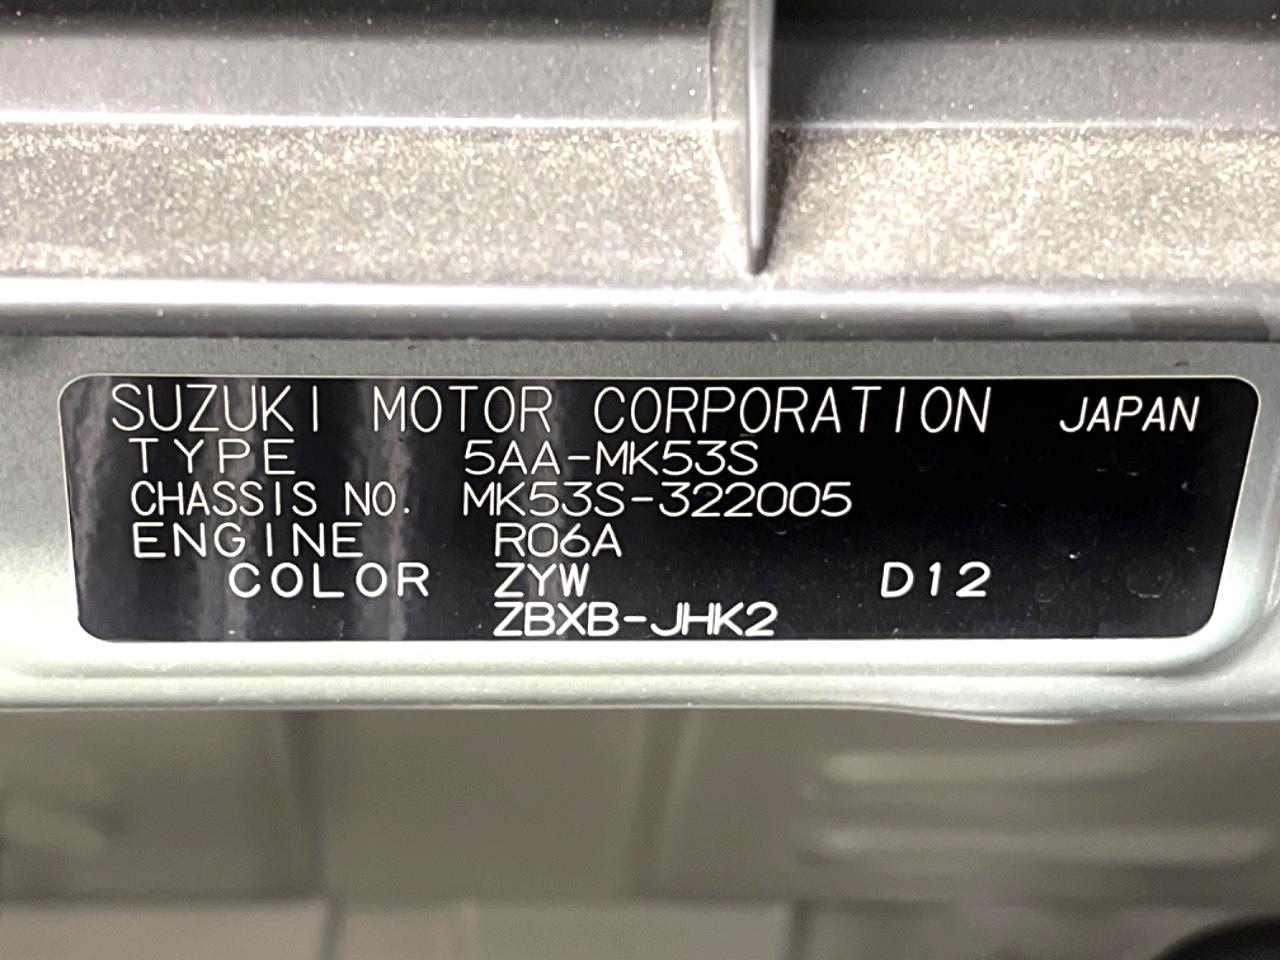 SUZUKI MOTOR CORPORATION JAPAN
TYPE 5AA-MK53S
CHASSIS NO. MK53S-322005
ENGINE R06A
COLOR ZYW D12
ZBXB-JHK2